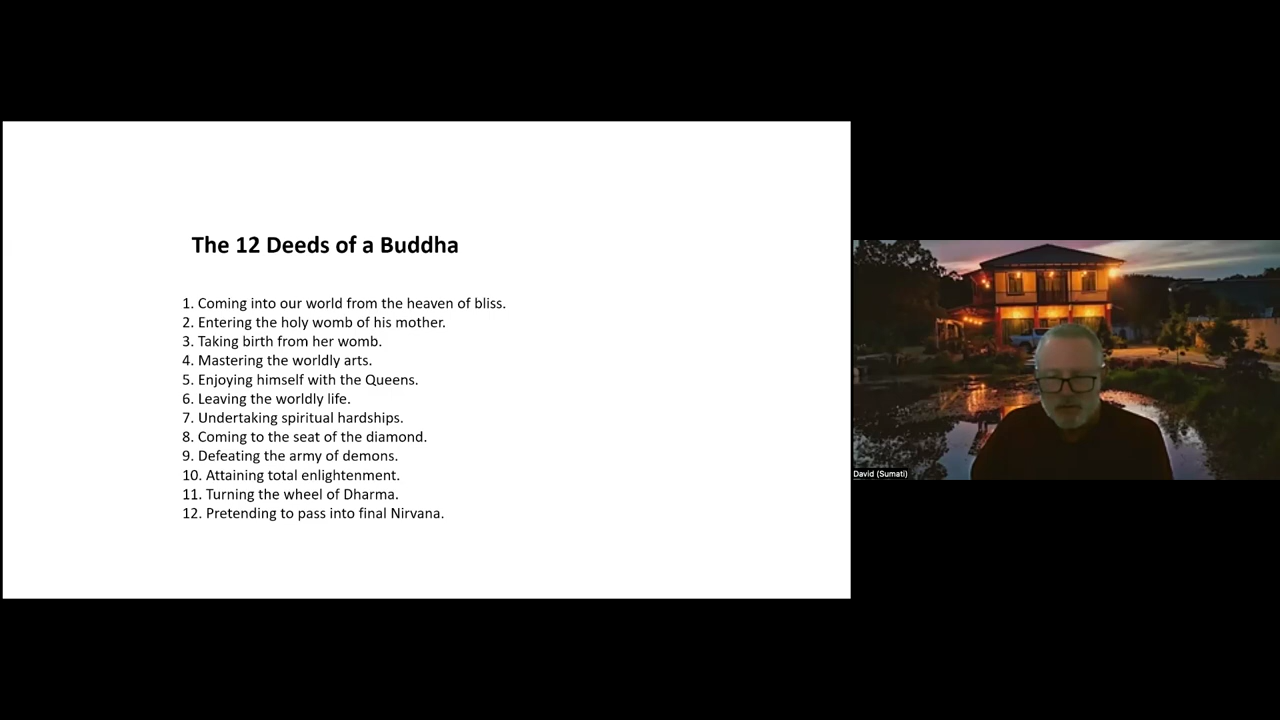 The 12 Deeds of a Buddha
1. Coming into our world from the heaven of bliss.
2. Entering the holy womb of his mother.
3. Taking birth from her womb.
4. Mastering the worldly arts.
5. Enjoying himself with the Queens.
6. Leaving the worldly life.
7. Undertaking spiritual hardships.
8. Coming to the seat of the diamond.
9. Defeating the army of demons.
10. Attaining total enlightenment.
11. Turning the wheel of Dharma.
12. Pretending to pass into final Nirvana.
David (Sumati)